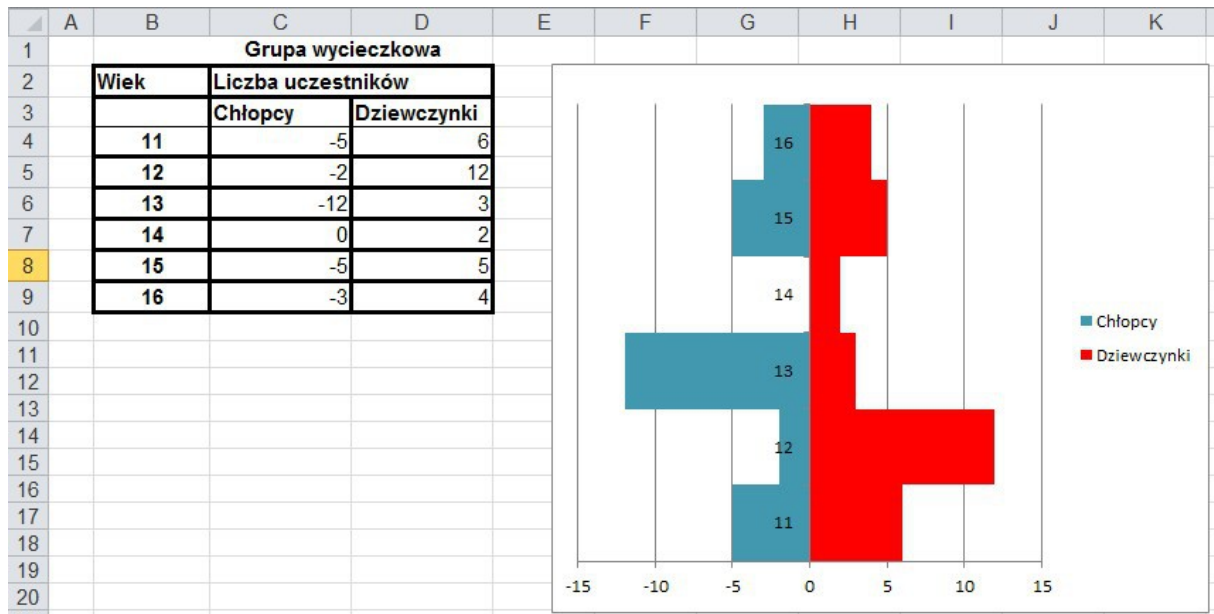 A B C D E F G H I J K
1 Grupa wycieczkowa
2 Wiek Liczba uczestników
3 Chłopcy Dziewczynki
4 11 -5 6
5 12 -2 12
6 13 -12 3
7 14 0 2
8 15 -5 5
9 16 -3 4
10
11
12
13
14
15
16
17
18
19
20
16
15
14
13
12
11
-15 -10 -5 0 5 10 15
Chłopcy
Dziewczynki